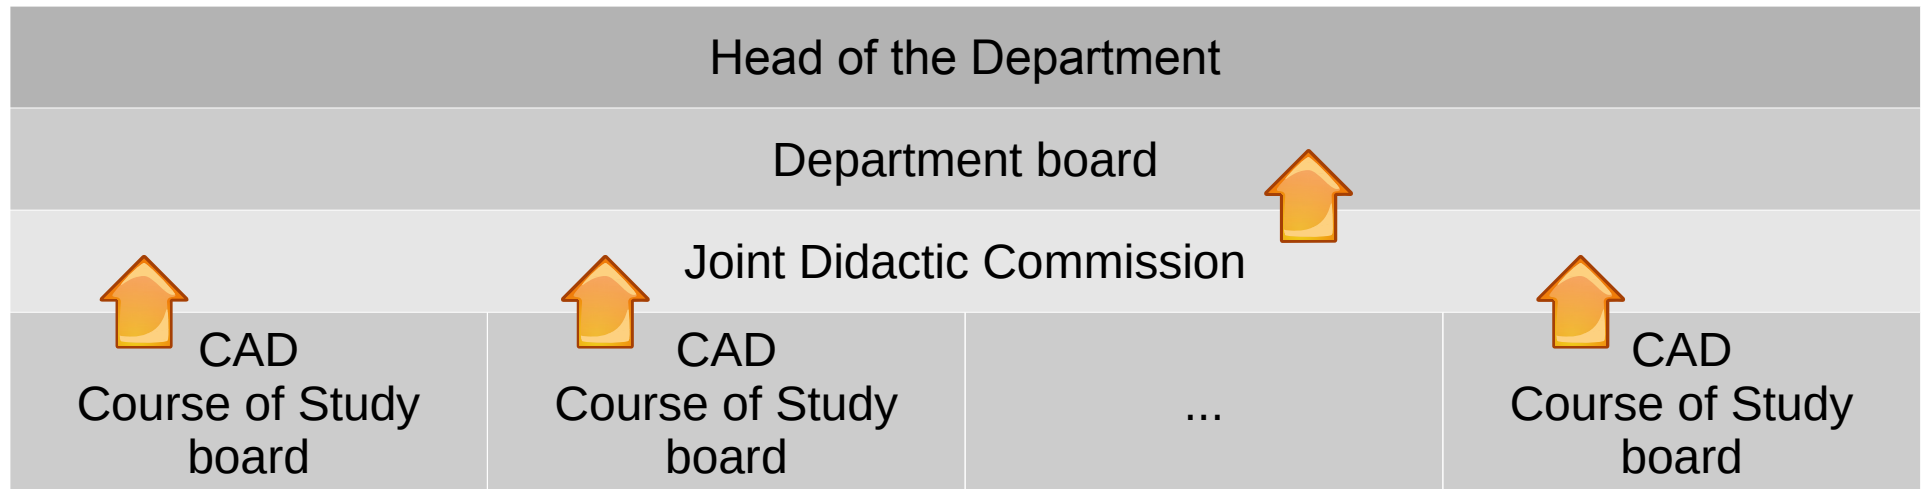 Head of the Department
Department board
Joint Didactic Commission
CAD
Course of Study
board
CAD
Course of Study
board
...
CAD
Course of Study
board